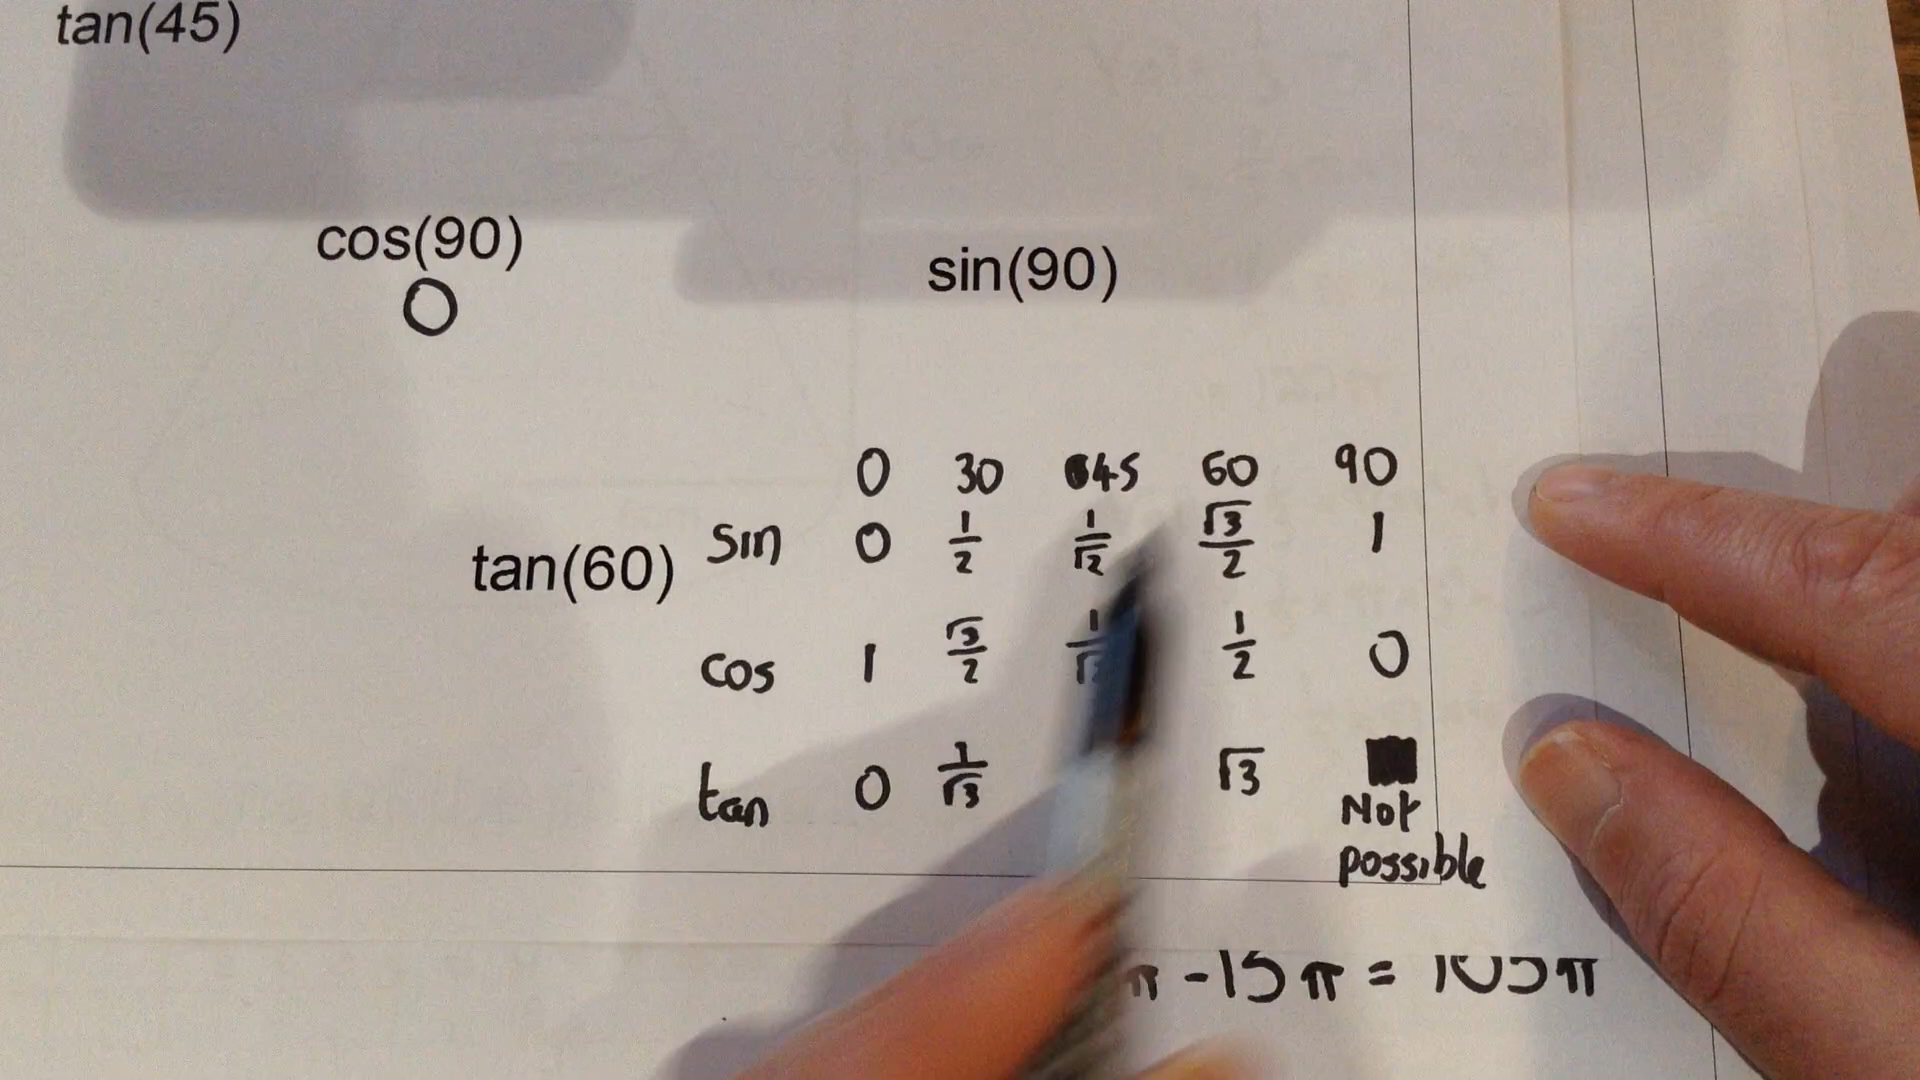 tan(45)
cos(90)
0
sin(90)
0 30 45 60 90
sin 0 1/2 1/√2 √3/2 1
tan(60)
cos 1 √3/2 1/√2 1/2 0
tan 0 1/√3 √3
Not
possible
π - 15π = 105π